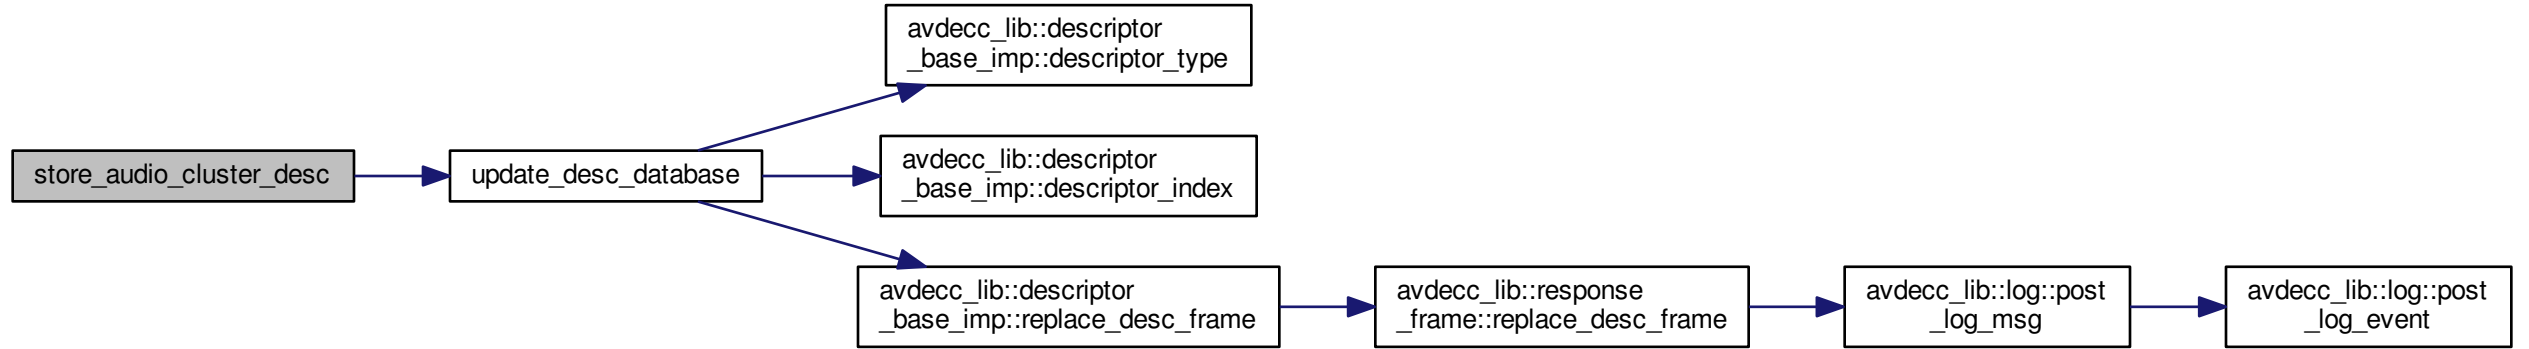 store_audio_cluster_desc
update_desc_database
avdecc_lib::descriptor
_base_imp::descriptor_type
avdecc_lib::descriptor
_base_imp::descriptor_index
avdecc_lib::descriptor
_base_imp::replace_desc_frame
avdecc_lib::response
_frame::replace_desc_frame
avdecc_lib::log::post
_log_msg
avdecc_lib::log::post
_log_event